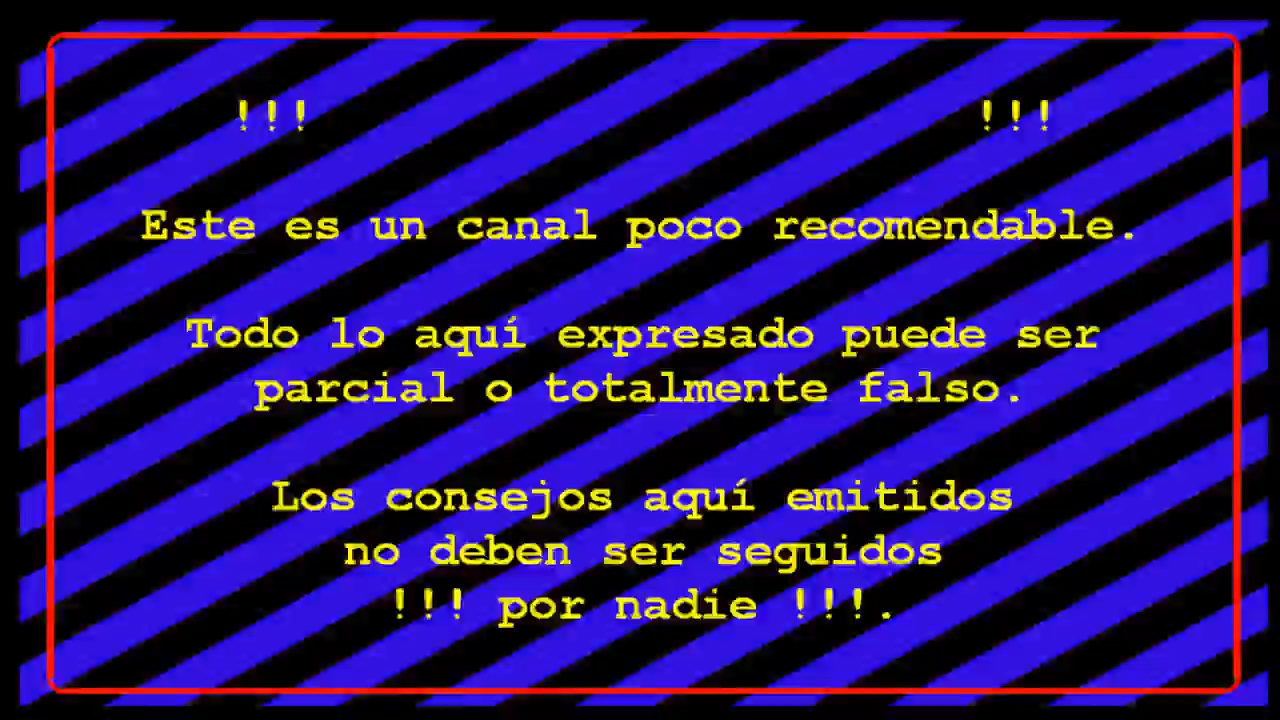 !!! !!!
Este es un canal poco recomendable.
Todo lo aquí expresado puede ser
parcial o totalmente falso.
Los consejos aquí emitidos
no deben ser seguidos
!!! por nadie !!!.